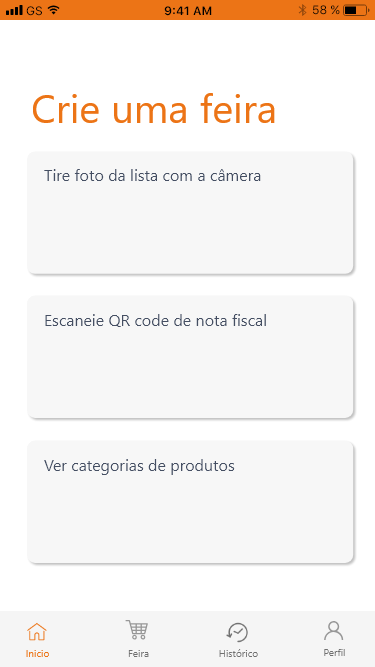 GS 9:41 AM 58 %
Crie uma feira
Tire foto da lista com a câmera
Escaneie QR code de nota fiscal
Ver categorias de produtos
Início Feira Histórico Perfil